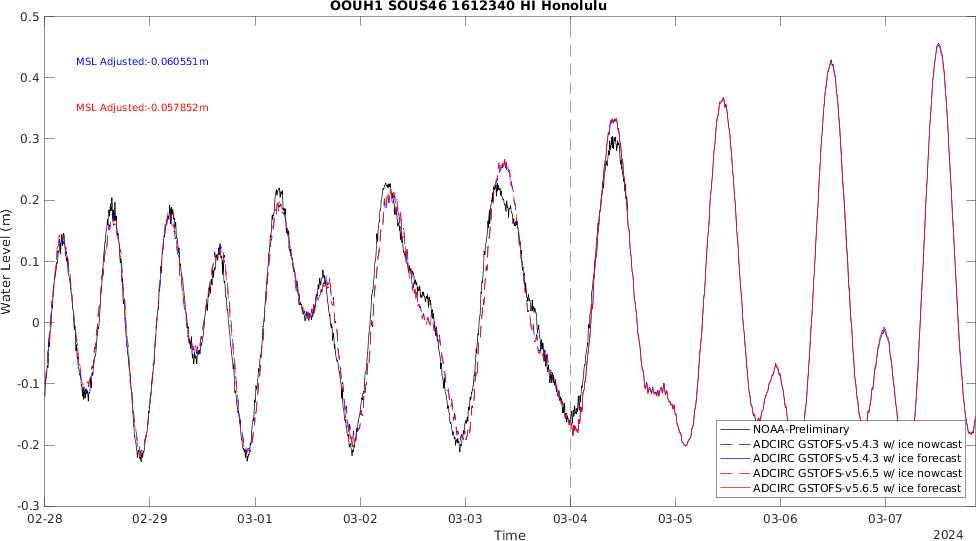 OOUH1 SOUS46 1612340 HI Honolulu
0.5
MSL Adjusted:-0.060551m
0.4
MSL Adjusted:-0.057852m
0.3
0.2
0.1
0
-0.1
-0.2
-0.3
Water Level (m)
NOAA-Preliminary
ADCIRC GSTOFS-v5.4.3 w/ ice nowcast
ADCIRC GSTOFS-v5.4.3 w/ ice forecast
ADCIRC GSTOFS-v5.6.5 w/ ice nowcast
ADCIRC GSTOFS-v5.6.5 w/ ice forecast
02-28 02-29 03-01 03-02 03-03 03-04 03-05 03-06 03-07
Time
2024